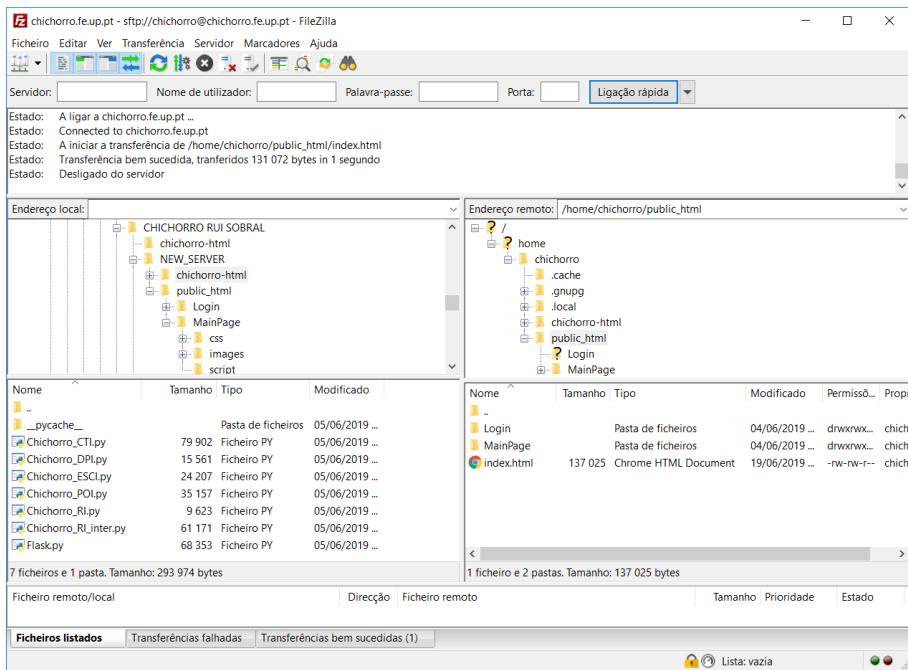 chichorro.fe.up.pt - sftp://chichorro@chichorro.fe.up.pt - FileZilla
Ficheiro Editar Ver Transferência Servidor Marcadores Ajuda
Servidor: Nome de utilizador: Palavra-passe: Porta: Ligação rápida
Estado: A ligar a chichorro.fe.up.pt ...
Estado: Connected to chichorro.fe.up.pt
Estado: A iniciar a transferência de /home/chichorro/public_html/index.html
Estado: Transferência bem sucedida, tranferidos 131 072 bytes in 1 segundo
Estado: Desligado do servidor
Endereço local:
CHICHORRO RUI SOBRAL
chichorro-html
NEW_SERVER
chichorro-html
public_html
Login
MainPage
css
images
script
Endereço remoto: /home/chichorro/public_html
/
home
chichorro
.cache
.gnupg
.local
chichorro-html
public_html
Login
MainPage
Nome Tamanho Tipo Modificado
..
__pycache__ Pasta de ficheiros 05/06/2019 ...
Chichorro_CTI.py 79 902 Ficheiro PY 05/06/2019 ...
Chichorro_DPI.py 15 561 Ficheiro PY 05/06/2019 ...
Chichorro_ESCI.py 24 207 Ficheiro PY 05/06/2019 ...
Chichorro_POI.py 35 157 Ficheiro PY 05/06/2019 ...
Chichorro_RI.py 9 623 Ficheiro PY 05/06/2019 ...
Chichorro_RI_inter.py 61 171 Ficheiro PY 05/06/2019 ...
Flask.py 68 353 Ficheiro PY 05/06/2019 ...
7 ficheiros e 1 pasta. Tamanho: 293 974 bytes
Nome Tamanho Tipo Modificado Permissõ... Propr
..
Login Pasta de ficheiros 04/06/2019 ... drwxrwx... chich
MainPage Pasta de ficheiros 04/06/2019 ... drwxrwx... chich
index.html 137 025 Chrome HTML Document 19/06/2019 ... -rw-rw-r-- chich
1 ficheiro e 2 pastas. Tamanho: 137 025 bytes
Ficheiro remoto/local Direcção Ficheiro remoto Tamanho Prioridade Estado
Ficheiros listados Transferências falhadas Transferências bem sucedidas (1)
Lista: vazia